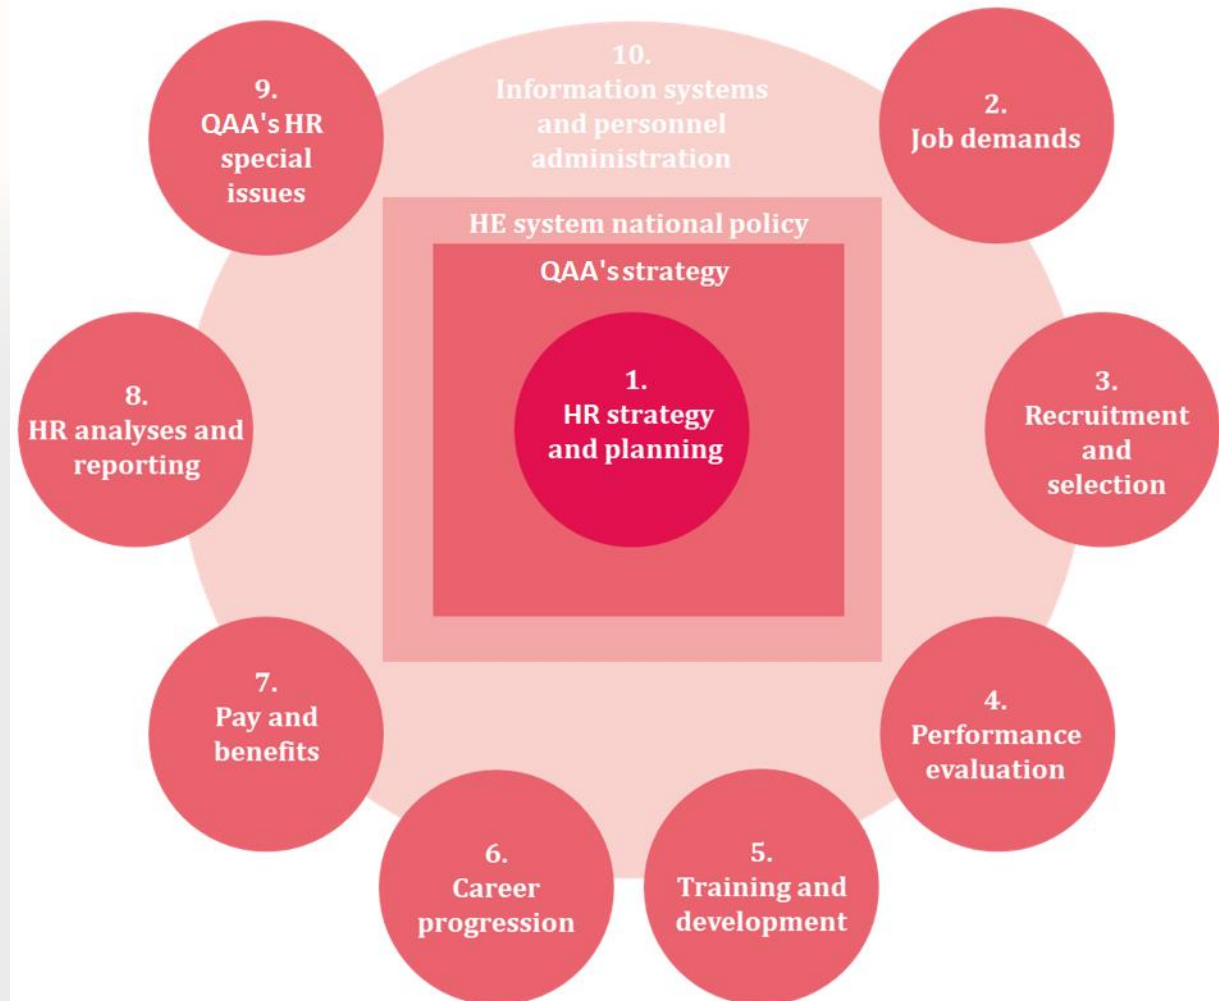 10.
Information systems
and personnel
administration
HE system national policy
QAA's strategy
1.
HR strategy
and planning
2.
Job demands
3.
Recruitment
and
selection
4.
Performance
evaluation
5.
Training and
development
6.
Career
progression
7.
Pay and
benefits
8.
HR analyses and
reporting
9.
QAA's HR
special
issues